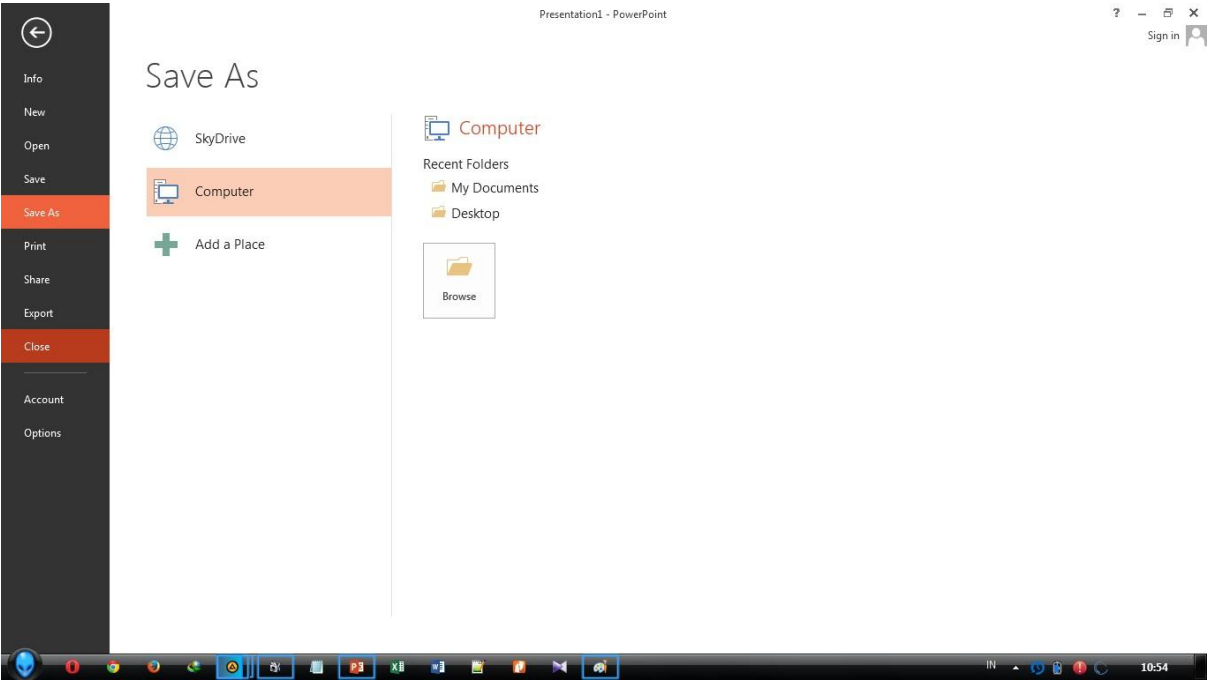 Presentation1 - PowerPoint
?
Sign in
Info
New
Open
Save
Save As
Print
Share
Export
Close
Account
Options
Save As
SkyDrive
Computer
Add a Place
Computer
Recent Folders
My Documents
Desktop
Browse
IN
10:54